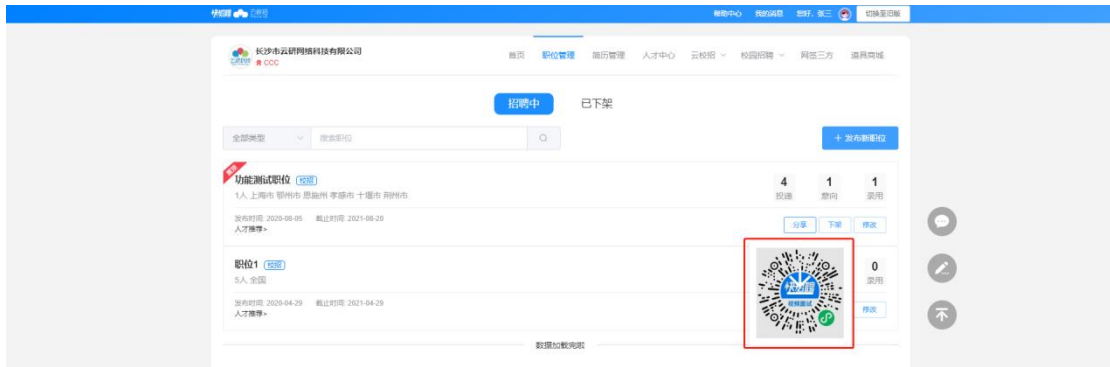 快招聘 云校招 帮助中心 我的消息 您好，张三 切换至旧版
长沙市云研网络科技有限公司
CCC
首页 职位管理 简历管理 人才中心 云校招 校园招聘 网签三方 道具商城
招聘中 已下架
全部类型 搜索职位 + 发布新职位
功能测试职位 校招 4 1 1
1人 上海市 鄂州市 恩施州 孝感市 十堰市 荆州市 投递 意向 录用
发布时间: 2020-08-05 截止时间: 2021-08-20 分享 下架 修改
人才推荐>
职位1 校招 0
5人 全国 录用
发布时间: 2020-04-29 截止时间: 2021-04-29 修改
人才推荐>
视频面试
数据加载完啦